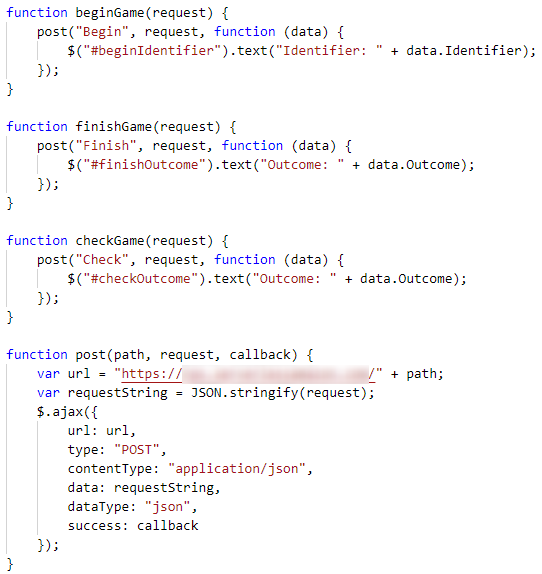 function beginGame(request) {
    post("Begin", request, function (data) {
        $("#beginIdentifier").text("Identifier: " + data.Identifier);
    });
}

function finishGame(request) {
    post("Finish", request, function (data) {
        $("#finishOutcome").text("Outcome: " + data.Outcome);
    });
}

function checkGame(request) {
    post("Check", request, function (data) {
        $("#checkOutcome").text("Outcome: " + data.Outcome);
    });
}

function post(path, request, callback) {
    var url = "https:// /" + path;
    var requestString = JSON.stringify(request);
    $.ajax({
        url: url,
        type: "POST",
        contentType: "application/json",
        data: requestString,
        dataType: "json",
        success: callback
    });
}